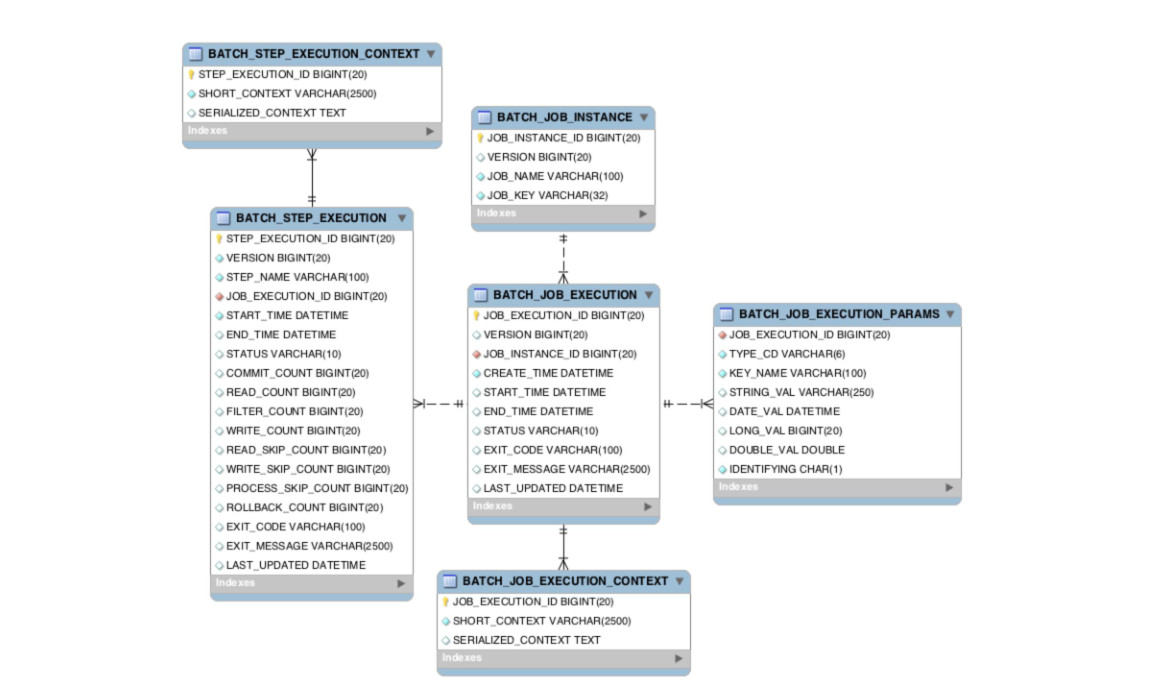 BATCH_STEP_EXECUTION_CONTEXT
STEP_EXECUTION_ID BIGINT(20)
SHORT_CONTEXT VARCHAR(2500)
SERIALIZED_CONTEXT TEXT
Indexes
BATCH_JOB_INSTANCE
JOB_INSTANCE_ID BIGINT(20)
VERSION BIGINT(20)
JOB_NAME VARCHAR(100)
JOB_KEY VARCHAR(32)
Indexes
BATCH_STEP_EXECUTION
STEP_EXECUTION_ID BIGINT(20)
VERSION BIGINT(20)
STEP_NAME VARCHAR(100)
JOB_EXECUTION_ID BIGINT(20)
START_TIME DATETIME
END_TIME DATETIME
STATUS VARCHAR(10)
COMMIT_COUNT BIGINT(20)
READ_COUNT BIGINT(20)
FILTER_COUNT BIGINT(20)
WRITE_COUNT BIGINT(20)
READ_SKIP_COUNT BIGINT(20)
WRITE_SKIP_COUNT BIGINT(20)
PROCESS_SKIP_COUNT BIGINT(20)
ROLLBACK_COUNT BIGINT(20)
EXIT_CODE VARCHAR(100)
EXIT_MESSAGE VARCHAR(2500)
LAST_UPDATED DATETIME
Indexes
BATCH_JOB_EXECUTION
JOB_EXECUTION_ID BIGINT(20)
VERSION BIGINT(20)
JOB_INSTANCE_ID BIGINT(20)
CREATE_TIME DATETIME
START_TIME DATETIME
END_TIME DATETIME
STATUS VARCHAR(10)
EXIT_CODE VARCHAR(100)
EXIT_MESSAGE VARCHAR(2500)
LAST_UPDATED DATETIME
Indexes
BATCH_JOB_EXECUTION_PARAMS
JOB_EXECUTION_ID BIGINT(20)
TYPE_CD VARCHAR(6)
KEY_NAME VARCHAR(100)
STRING_VAL VARCHAR(250)
DATE_VAL DATETIME
LONG_VAL BIGINT(20)
DOUBLE_VAL DOUBLE
IDENTIFYING CHAR(1)
Indexes
BATCH_JOB_EXECUTION_CONTEXT
JOB_EXECUTION_ID BIGINT(20)
SHORT_CONTEXT VARCHAR(2500)
SERIALIZED_CONTEXT TEXT
Indexes